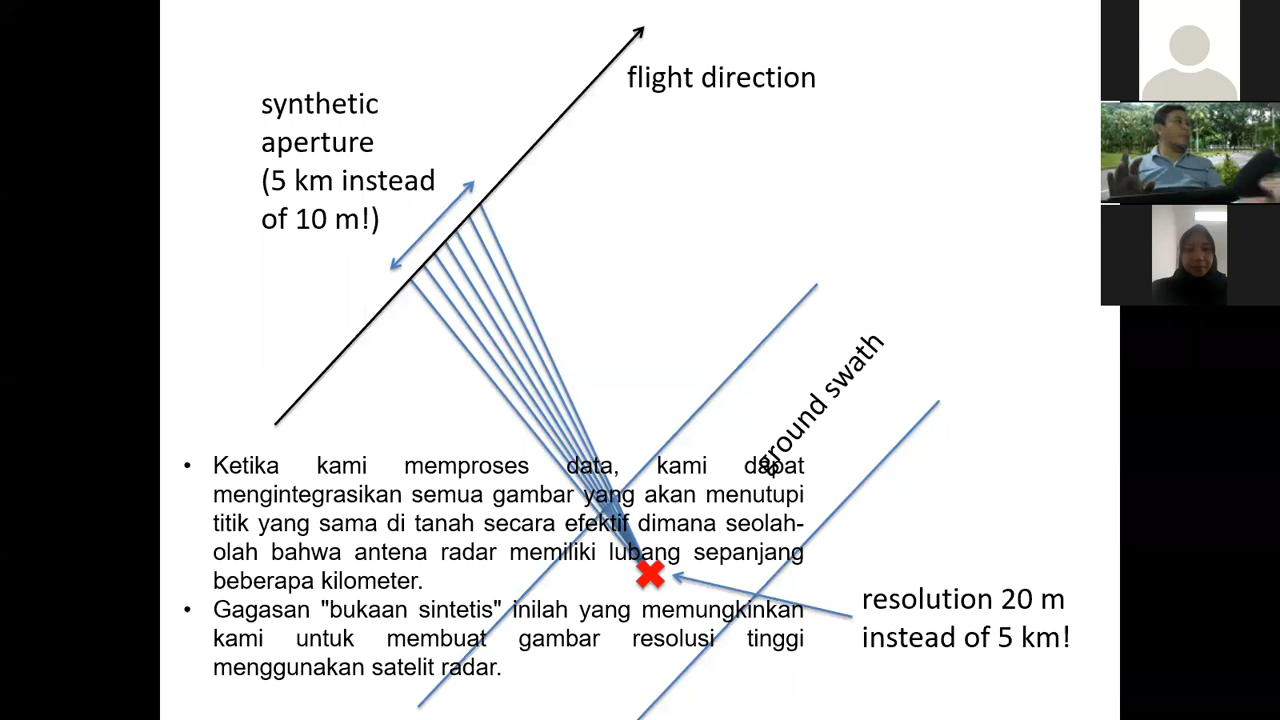 flight direction
synthetic
aperture
(5 km instead
of 10 m!)
ground swath
• Ketika kami memproses data, kami dapat
mengintegrasikan semua gambar yang akan menutupi
titik yang sama di tanah secara efektif dimana seolah-
olah bahwa antena radar memiliki lubang sepanjang
beberapa kilometer.
• Gagasan "bukaan sintetis" inilah yang memungkinkan
kami untuk membuat gambar resolusi tinggi
menggunakan satelit radar.
resolution 20 m
instead of 5 km!